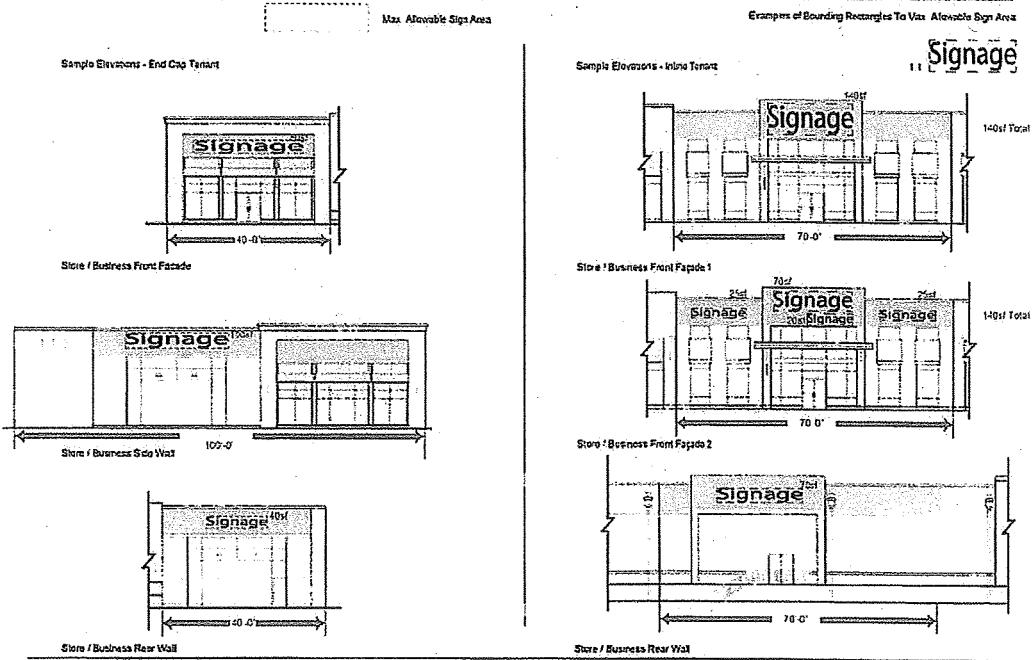 Max. Allowable Sign Area
Examples of Bounding Rectangles To Max. Allowable Sign Area
Signage
Sample Elevations - End Cap Tenant
Signage
40'-0"
Store / Business Front Facade
Signage 100sf
100'-0"
Store / Business Side Wall
Signage 40sf
40'-0"
Store / Business Rear Wall
Sample Elevations - Inline Tenant
140sf
Signage
140sf Total
70'-0"
Store / Business Front Façade 1
70sf
25sf Signage 25sf
Signage 20sf Signage Signage
140sf Total
70'-0"
Store / Business Front Façade 2
70sf
Signage
70'-0"
Store / Business Rear Wall